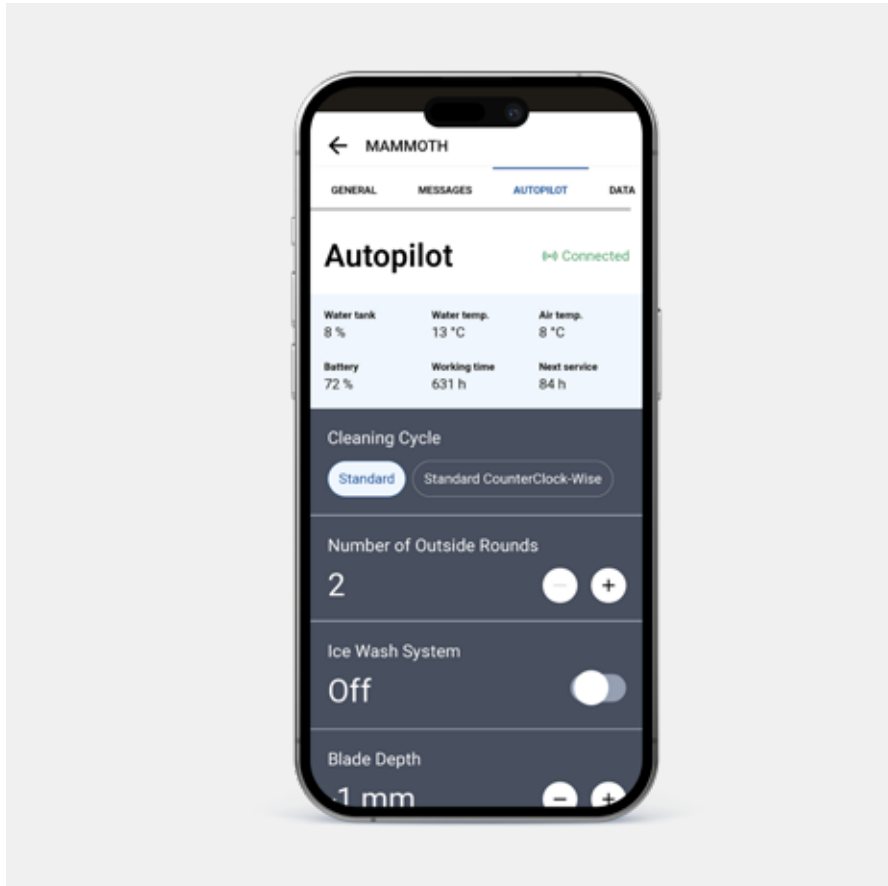 MAMMOTH
GENERAL MESSAGES AUTOPILOT DATA
Autopilot Connected
Water tank Water temp. Air temp.
8 % 13 °C 8 °C
Battery Working time Next service
72 % 631 h 84 h
Cleaning Cycle
Standard Standard CounterClock-Wise
Number of Outside Rounds
2
Ice Wash System
Off
Blade Depth
-1 mm